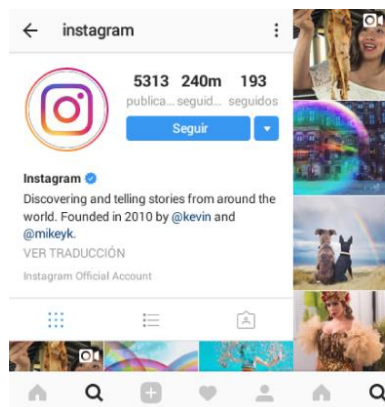 instagram
5313 240m 193
publica... seguid... seguidos
Seguir
Instagram
Discovering and telling stories from around the
world. Founded in 2010 by @kevin and
@mikeyk.
VER TRADUCCIÓN
Instagram Official Account